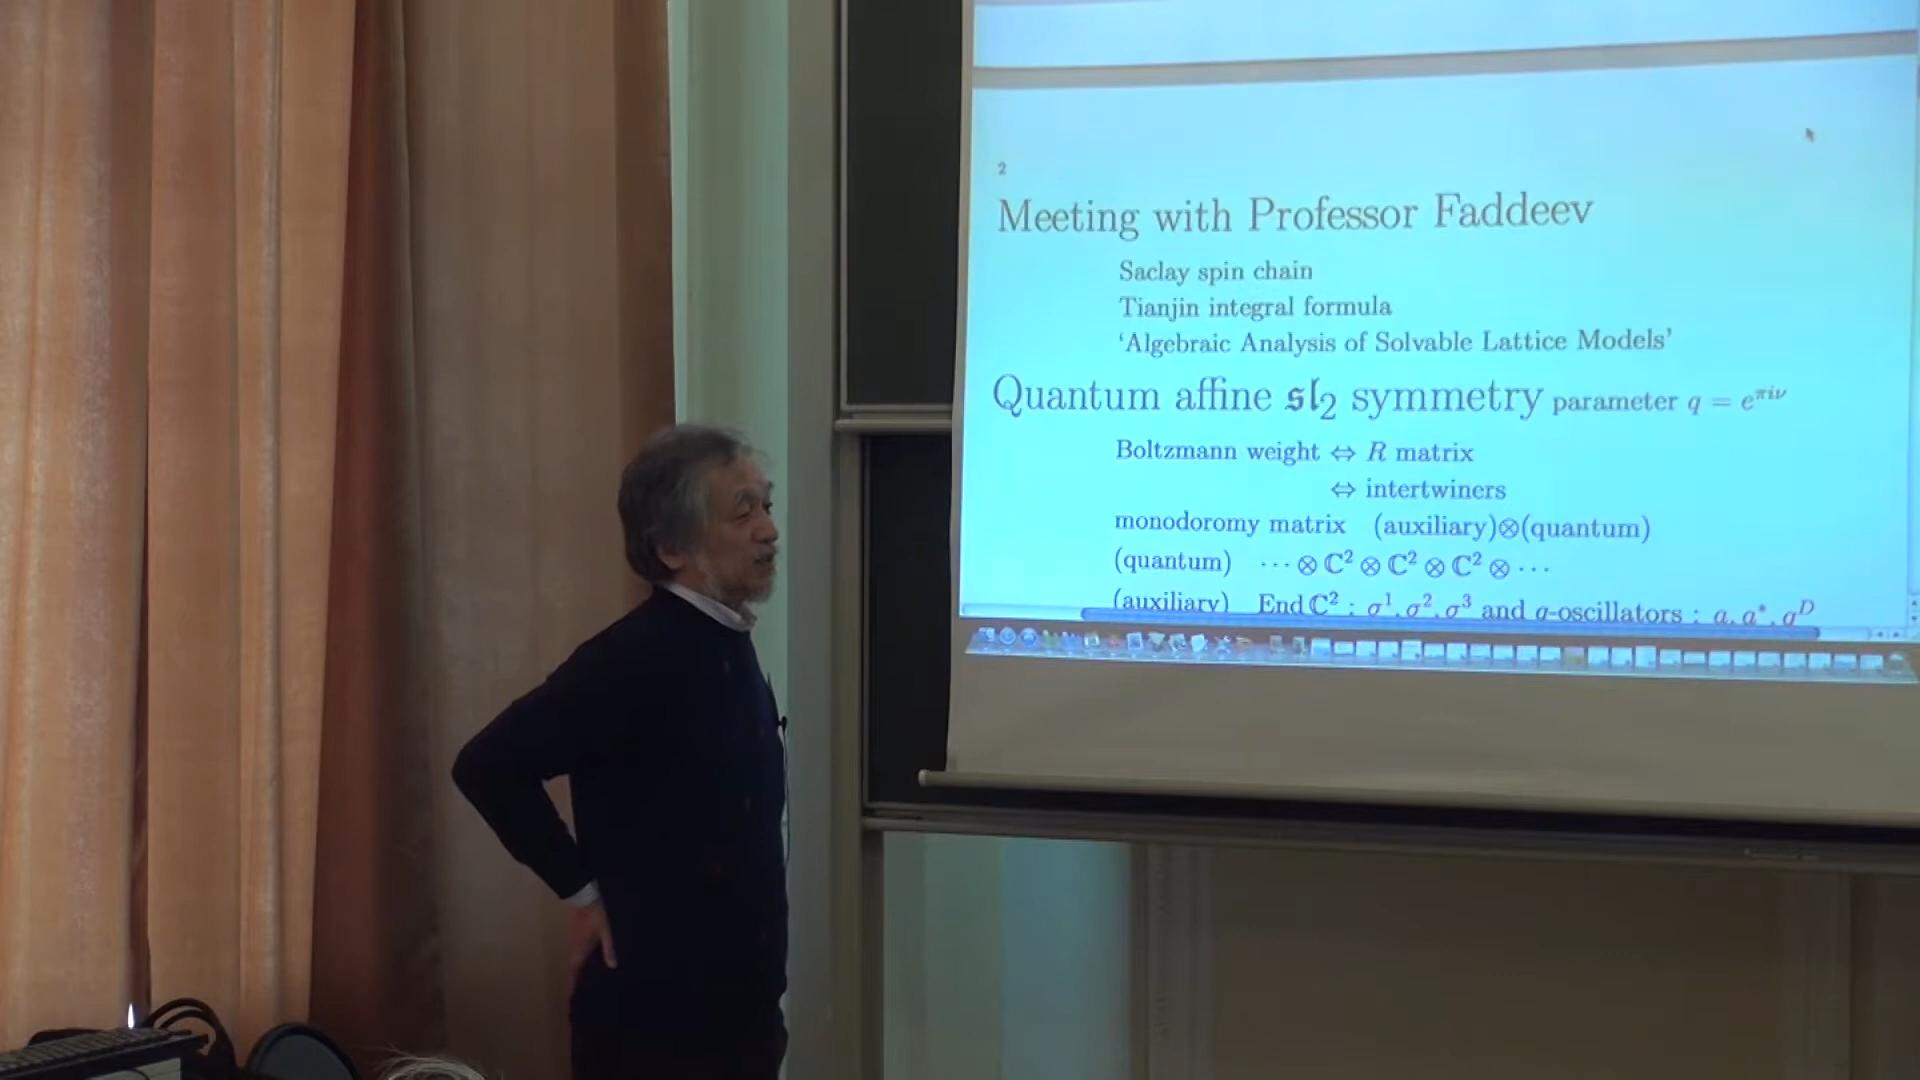 2
Meeting with Professor Faddeev
Saclay spin chain
Tianjin integral formula
‘Algebraic Analysis of Solvable Lattice Models’
Quantum affine 𝔰𝔩₂ symmetry parameter q = e^{πiν}
Boltzmann weight ⇔ R matrix
⇔ intertwiners
monodoromy matrix (auxiliary)⊗(quantum)
(quantum) ··· ⊗ ℂ² ⊗ ℂ² ⊗ ℂ² ⊗ ···
(auxiliary) End ℂ² : σ¹, σ², σ³ and q-oscillators : a, a*, q^D